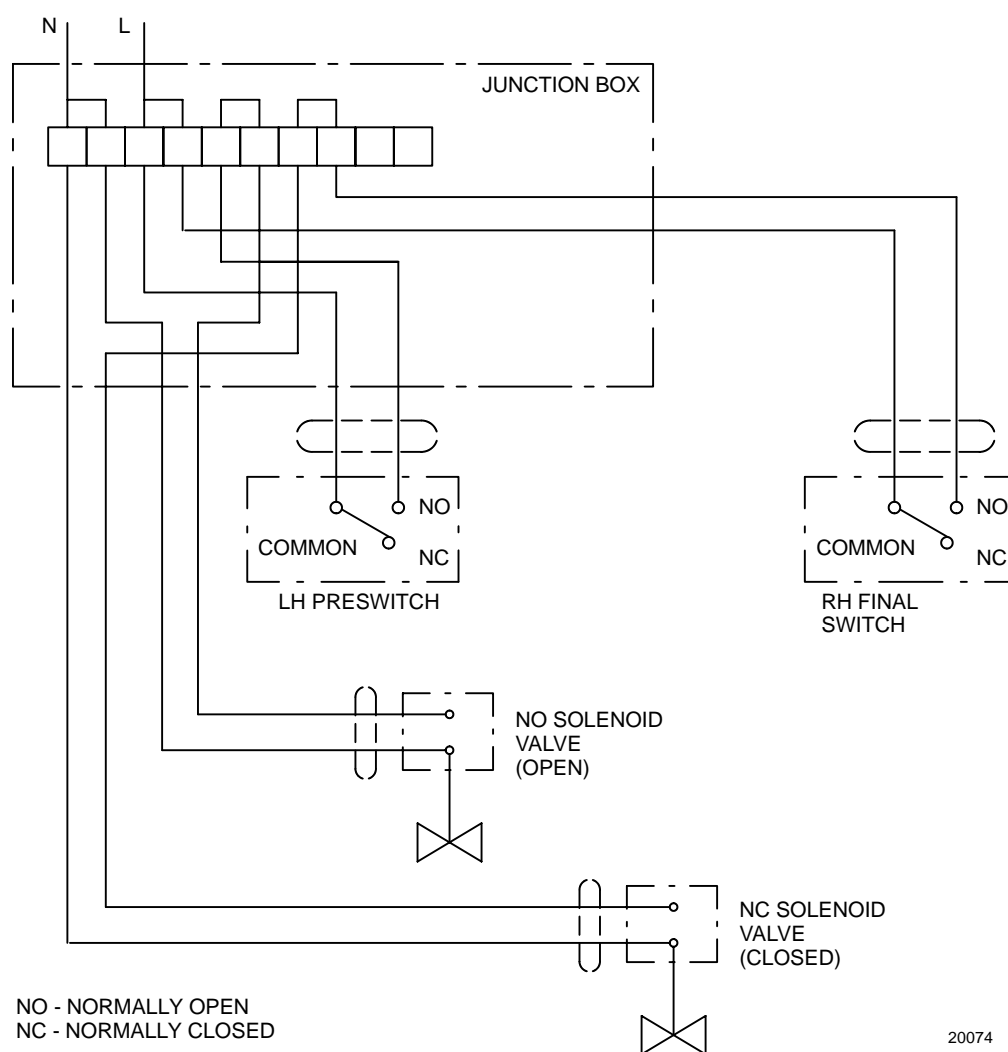 N
L
JUNCTION BOX
NO
COMMON
NC
LH PRESWITCH
NO
COMMON
NC
RH FINAL
SWITCH
NO SOLENOID
VALVE
(OPEN)
NC SOLENOID
VALVE
(CLOSED)
NO - NORMALLY OPEN
NC - NORMALLY CLOSED
20074